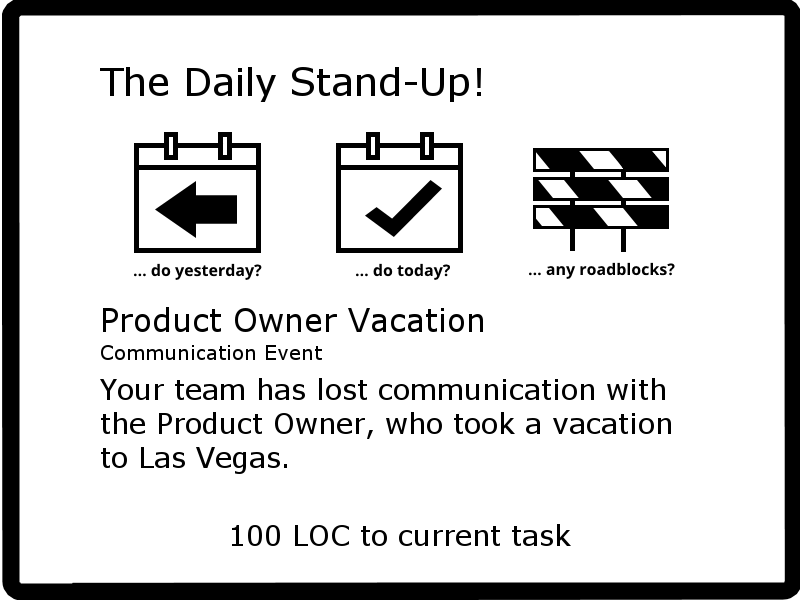 The Daily Stand-Up!
... do yesterday?
... do today?
... any roadblocks?
Product Owner Vacation
Communication Event
Your team has lost communication with
the Product Owner, who took a vacation
to Las Vegas.
100 LOC to current task